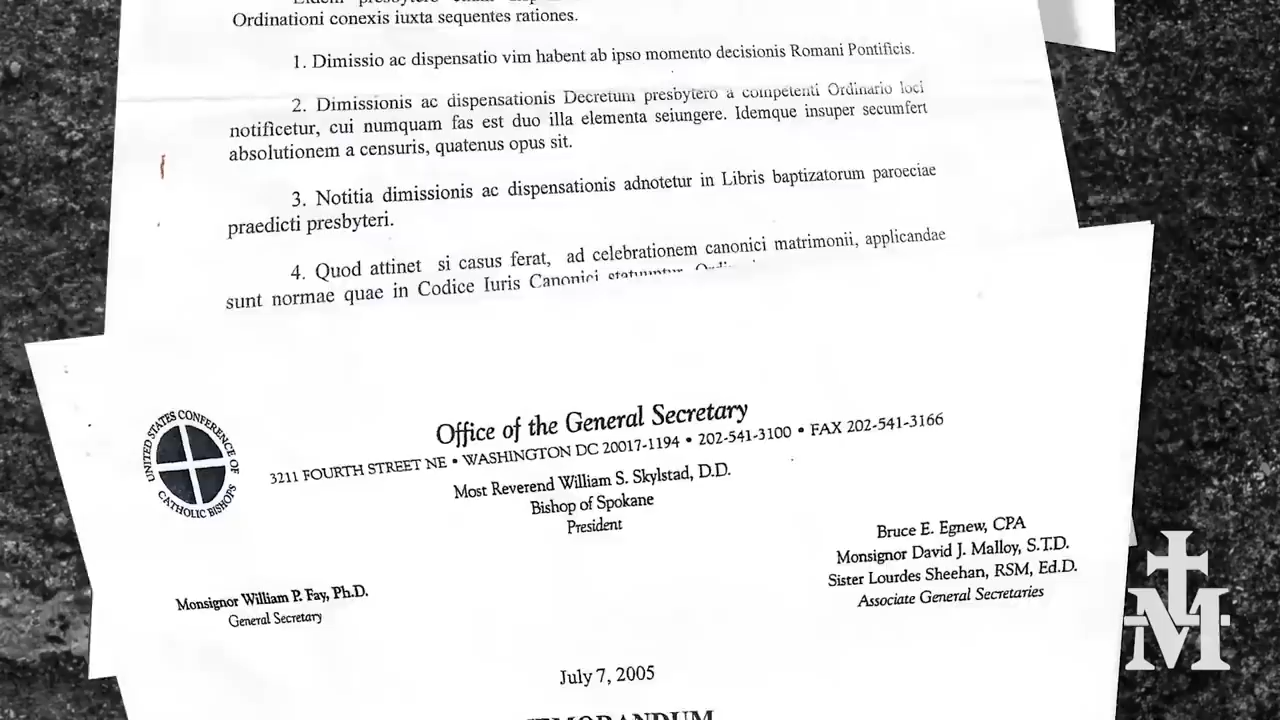 Ordinationi conexis iuxta sequentes rationes.
1. Dimissio ac dispensatio vim habent ab ipso momento decisionis Romani Pontificis.
2. Dimissionis ac dispensationis Decretum presbytero a competenti Ordinario loci
notificetur, cui numquam fas est duo illa elementa seiungere. Idemque insuper secumfert
absolutionem a censuris, quatenus opus sit.
3. Notitia dimissionis ac dispensationis adnotetur in Libris baptizatorum paroeciae
praedicti presbyteri.
4. Quod attinet si casus ferat, ad celebrationem canonici matrimonii, applicandae
sunt normae quae in Codice Iuris Canonici
UNITED STATES CONFERENCE OF
CATHOLIC BISHOPS
Office of the General Secretary
3211 FOURTH STREET NE • WASHINGTON DC 20017-1194 • 202-541-3100 • FAX 202-541-3166
Most Reverend William S. Skylstad, D.D.
Bishop of Spokane
President
Bruce E. Egnew, CPA
Monsignor David J. Malloy, S.T.D.
Sister Lourdes Sheehan, RSM, Ed.D.
Associate General Secretaries
Monsignor William P. Fay, Ph.D.
General Secretary
July 7, 2005
MEMORANDUM